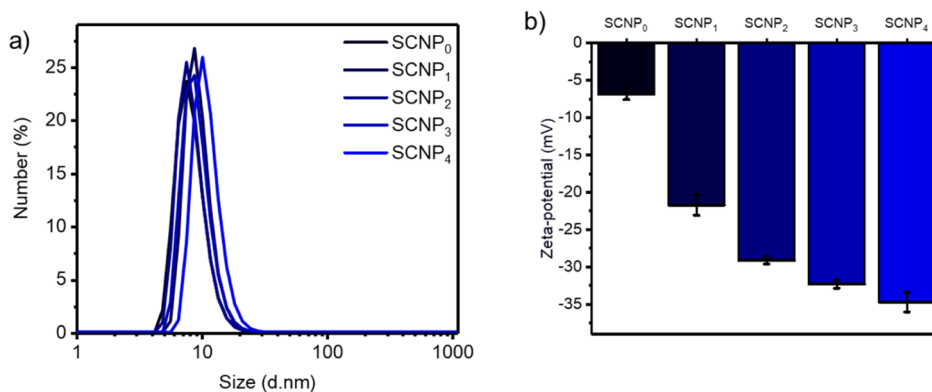 a)
SCNP₀
SCNP₁
SCNP₂
SCNP₃
SCNP₄
Number (%)
25
20
15
10
5
0
1 10 100 1000
Size (d.nm)
b)
SCNP₀ SCNP₁ SCNP₂ SCNP₃ SCNP₄
Zeta-potential (mV)
0
-5
-10
-15
-20
-25
-30
-35